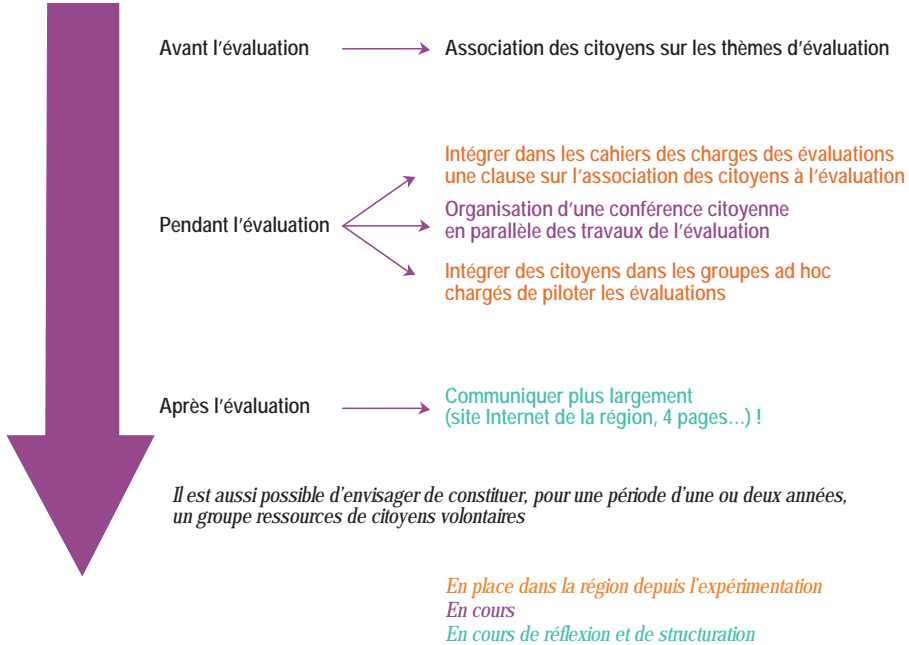 Avant l'évaluation
Association des citoyens sur les thèmes d'évaluation
Pendant l'évaluation
Intégrer dans les cahiers des charges des évaluations
une clause sur l'association des citoyens à l'évaluation
Organisation d'une conférence citoyenne
en parallèle des travaux de l'évaluation
Intégrer des citoyens dans les groupes ad hoc
chargés de piloter les évaluations
Après l'évaluation
Communiquer plus largement
(site Internet de la région, 4 pages…) !
Il est aussi possible d'envisager de constituer, pour une période d'une ou deux années,
un groupe ressources de citoyens volontaires
En place dans la région depuis l'expérimentation
En cours
En cours de réflexion et de structuration